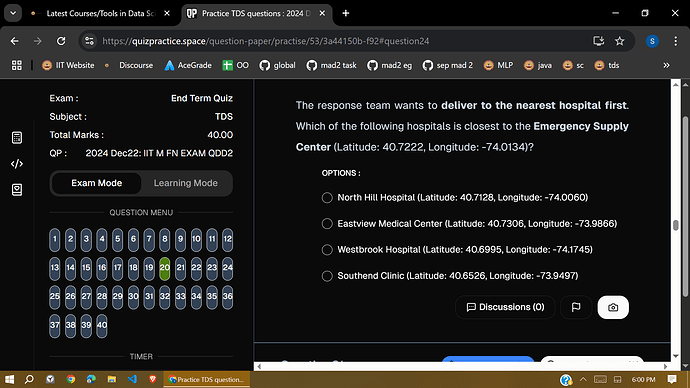 Latest Courses/Tools in Data Sc
Practice TDS questions : 2024 D
https://quizpractice.space/question-paper/practise/53/3a44150b-f92#question24
IIT Website
Discourse
AceGrade
OO
global
mad2 task
mad2 eg
sep mad 2
MLP
java
sc
tds
Exam :
End Term Quiz
Subject :
TDS
Total Marks :
40.00
QP :
2024 Dec22: IIT M FN EXAM QDD2
Exam Mode
Learning Mode
QUESTION MENU
1 2 3 4 5 6 7 8 9 10 11 12
13 14 15 16 17 18 19 20 21 22 23 24
25 26 27 28 29 30 31 32 33 34 35 36
37 38 39 40
TIMER
The response team wants to deliver to the nearest hospital first.
Which of the following hospitals is closest to the Emergency Supply
Center (Latitude: 40.7222, Longitude: -74.0134)?
OPTIONS :
North Hill Hospital (Latitude: 40.7128, Longitude: -74.0060)
Eastview Medical Center (Latitude: 40.7306, Longitude: -73.9866)
Westbrook Hospital (Latitude: 40.6995, Longitude: -74.1745)
Southend Clinic (Latitude: 40.6526, Longitude: -73.9497)
Discussions (0)
Practice TDS question...
6:00 PM